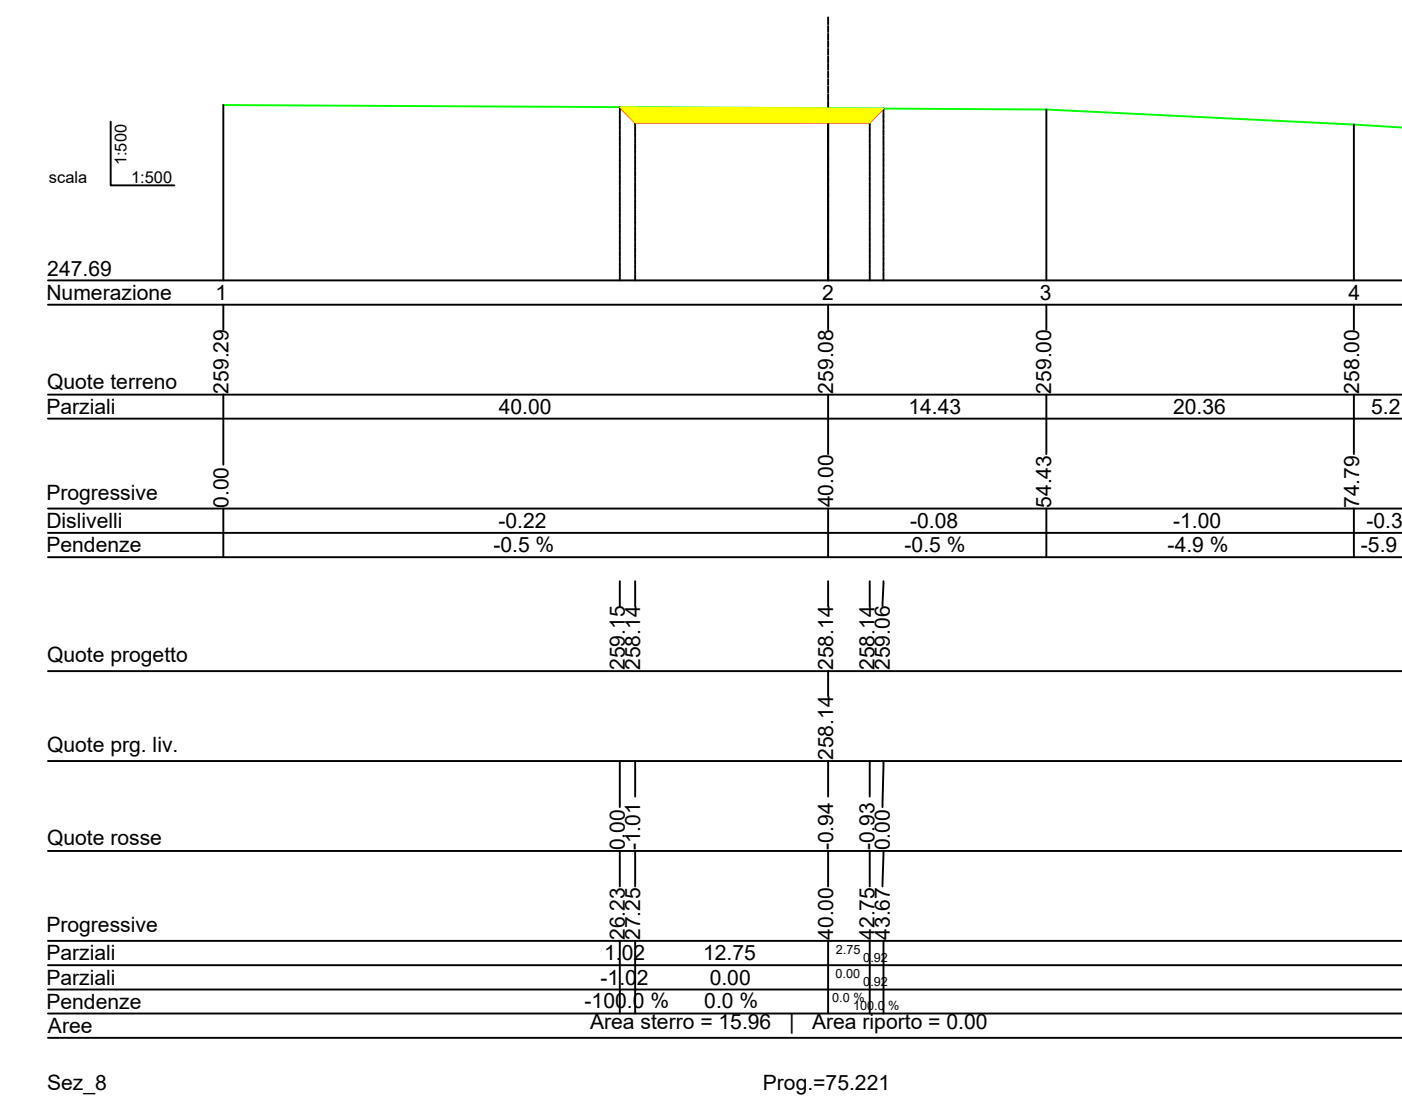 1:500
scala 1:500
247.69
Numerazione 1 2 3 4
Quote terreno 259.29 259.08 259.00 258.00
Parziali 40.00 14.43 20.36 5.2
Progressive 0.00 40.00 54.43 74.79
Dislivelli -0.22 -0.08 -1.00 -0.3
Pendenze -0.5 % -0.5 % -4.9 % -5.9
Quote progetto 259.15 258.14 258.14 258.14 259.06
Quote prg. liv. 258.14
Quote rosse 0.00 -1.01 -0.94 -0.93 0.00
Progressive 26.23 27.25 40.00 42.75 43.67
Parziali 1.02 12.75 2.75 0.92
Parziali -1.02 0.00 0.00 0.92
Pendenze -100.0 % 0.0 % 0.0 % 100.0 %
Aree Area sterro = 15.96 | Area riporto = 0.00
Sez_8 Prog.=75.221